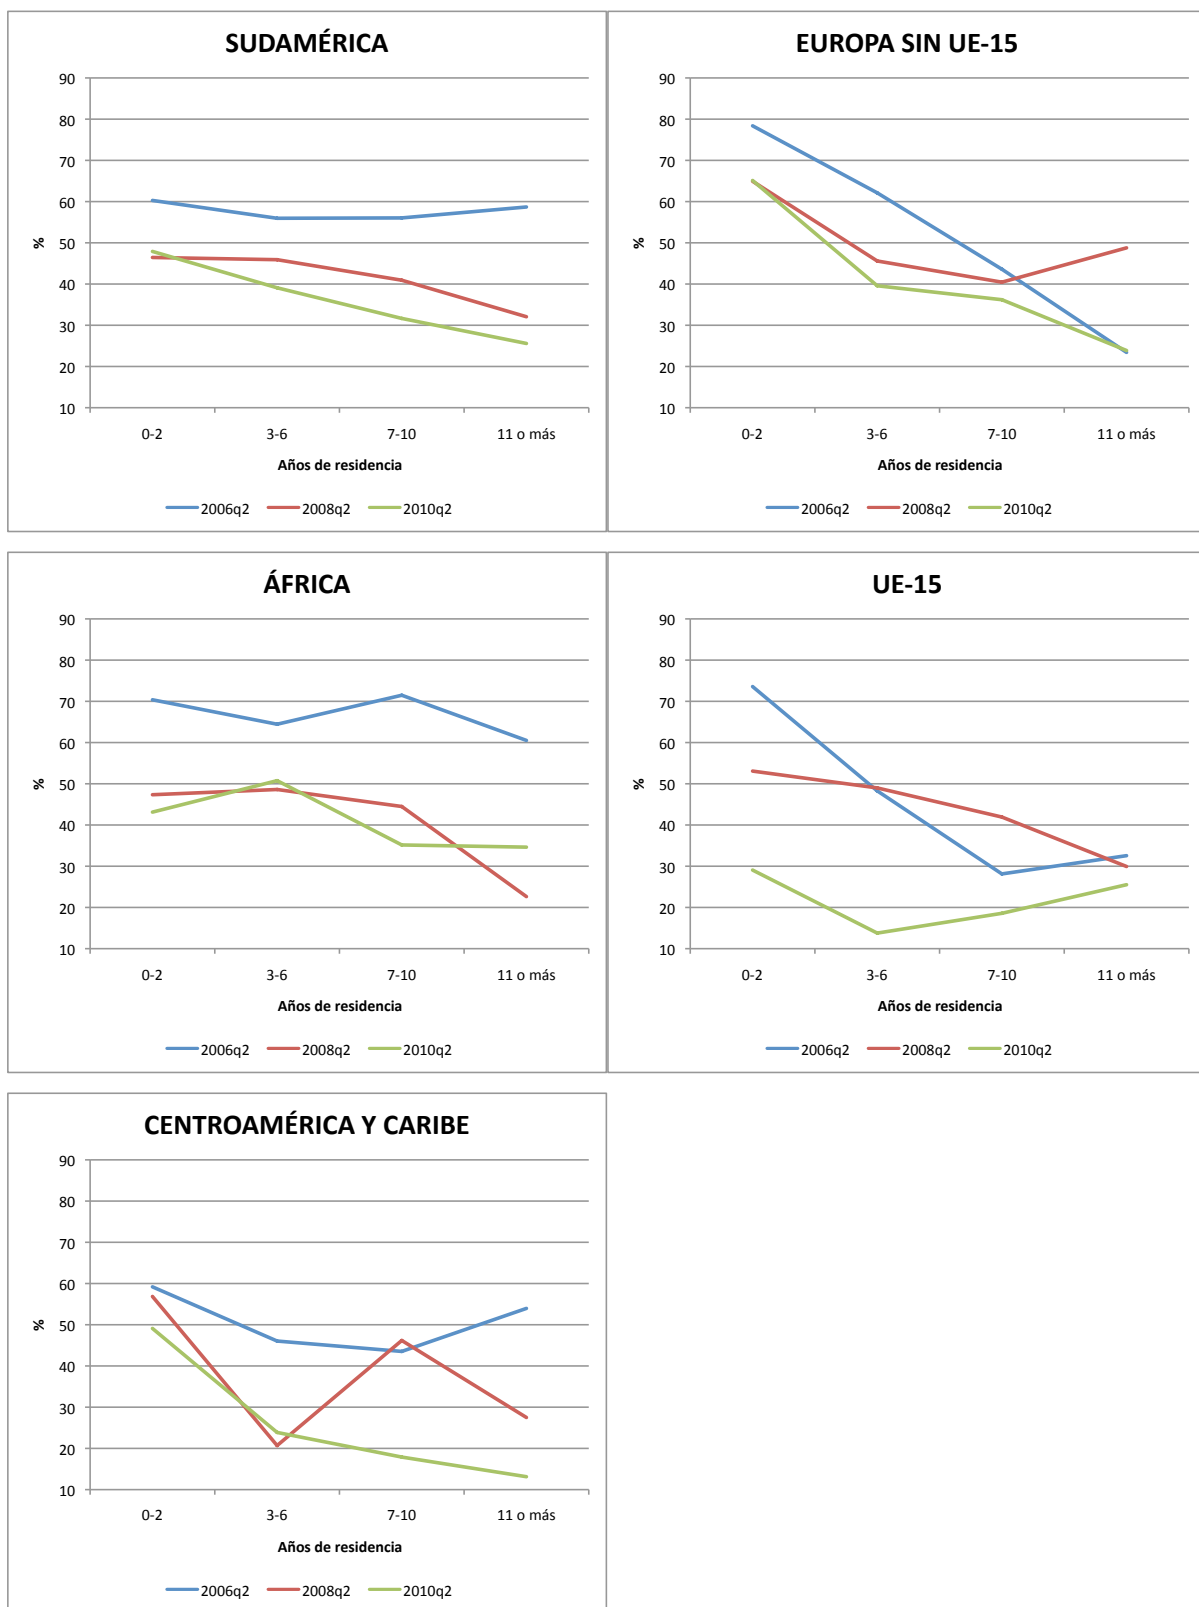 SUDAMÉRICA
90
80
70
60
50
40
30
20
10
%
0-2 3-6 7-10 11 o más
Años de residencia
2006q2 2008q2 2010q2
EUROPA SIN UE-15
90
80
70
60
50
40
30
20
10
%
0-2 3-6 7-10 11 o más
Años de residencia
2006q2 2008q2 2010q2
ÁFRICA
90
80
70
60
50
40
30
20
10
%
0-2 3-6 7-10 11 o más
Años de residencia
2006q2 2008q2 2010q2
UE-15
90
80
70
60
50
40
30
20
10
%
0-2 3-6 7-10 11 o más
Años de residencia
2006q2 2008q2 2010q2
CENTROAMÉRICA Y CARIBE
90
80
70
60
50
40
30
20
10
%
0-2 3-6 7-10 11 o más
Años de residencia
2006q2 2008q2 2010q2